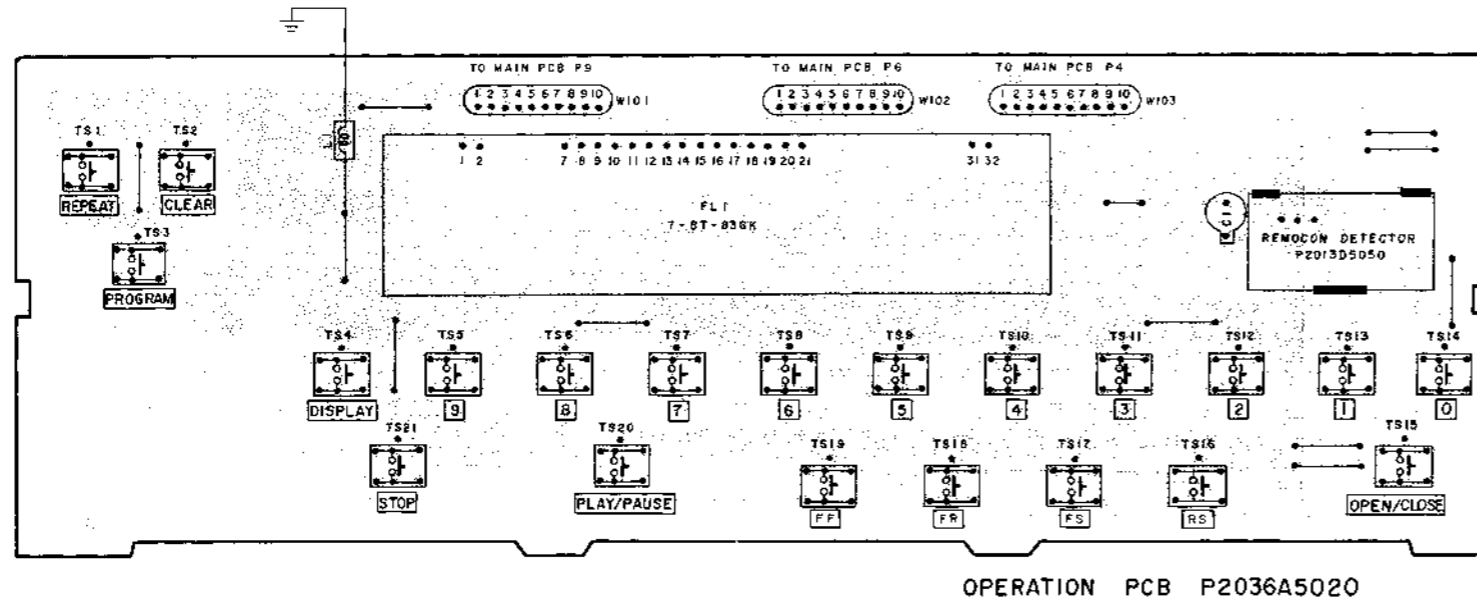 TO MAIN PCB P9
TO MAIN PCB P6
TO MAIN PCB P4
1 2 3 4 5 6 7 8 9 10
W101
1 2 3 4 5 6 7 8 9 10
W102
1 2 3 4 5 6 7 8 9 10
W103
TS1
TS2
REPEAT
CLEAR
TS3
PROGRAM
1 2
7 8 9 10 11 12 13 14 15 16 17 18 19 20 21
31 32
FL1
7-BT-83GK
C1
REMOCON DETECTOR
P2013D5050
TS4
TS5
TS6
TS7
TS8
TS9
TS10
TS11
TS12
TS13
TS14
DISPLAY
9
8
7
6
5
4
3
2
1
0
TS21
TS20
TS19
TS18
TS17
TS16
TS15
STOP
PLAY/PAUSE
FF
FR
FS
RS
OPEN/CLOSE
OPERATION PCB P2036A5020